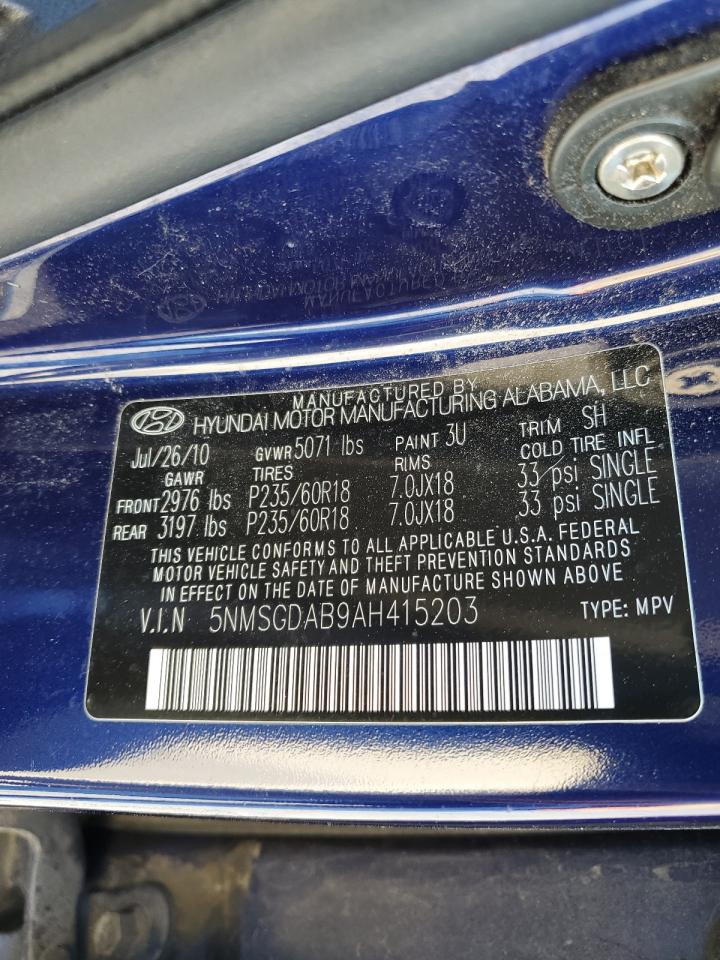 MANUFACTURED BY
HYUNDAI MOTOR MANUFACTURING ALABAMA, LLC
Jul/26/10 GVWR 5071 lbs PAINT 3U TRIM SH
GAWR TIRES RIMS COLD TIRE INFL
FRONT 2976 lbs P235/60R18 7.0JX18 33 psi SINGLE
REAR 3197 lbs P235/60R18 7.0JX18 33 psi SINGLE
THIS VEHICLE CONFORMS TO ALL APPLICABLE U.S.A. FEDERAL
MOTOR VEHICLE SAFETY AND THEFT PREVENTION STANDARDS
IN EFFECT ON THE DATE OF MANUFACTURE SHOWN ABOVE
V.I.N 5NMSGDAB9AH415203 TYPE: MPV